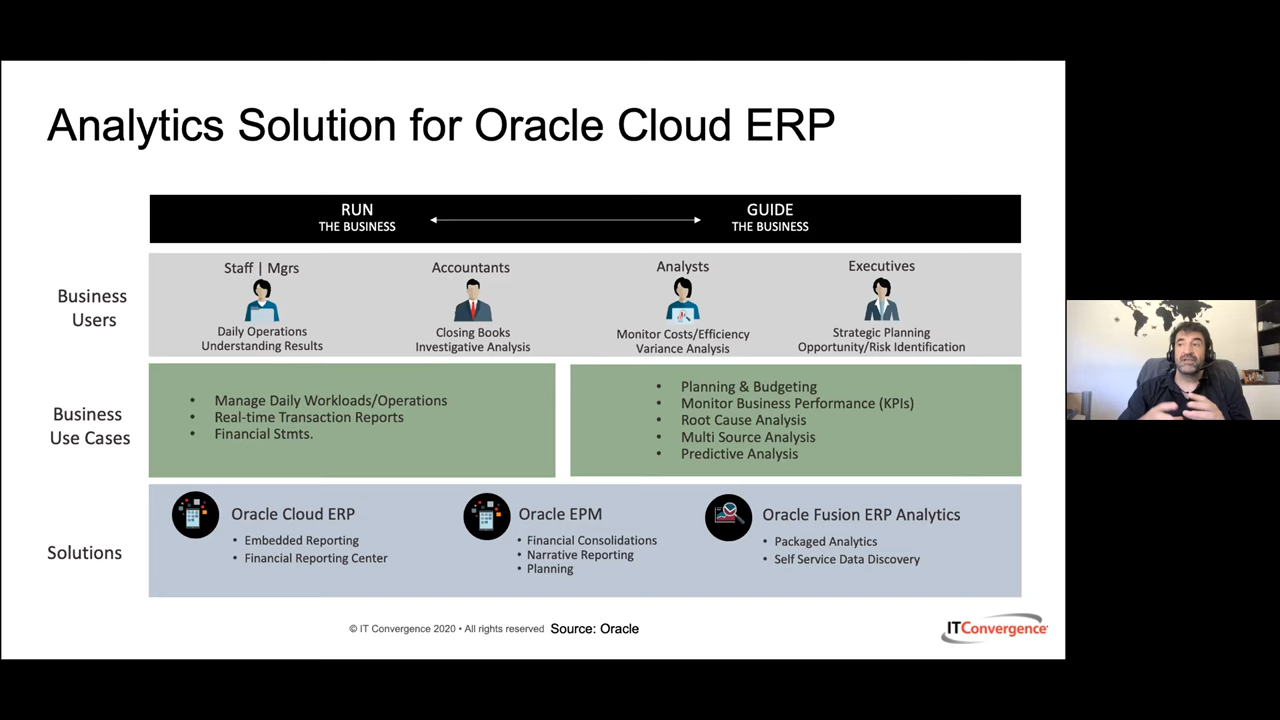 Analytics Solution for Oracle Cloud ERP
RUN
THE BUSINESS
GUIDE
THE BUSINESS
Business
Users
Staff | Mgrs
Daily Operations
Understanding Results
Accountants
Closing Books
Investigative Analysis
Analysts
Monitor Costs/Efficiency
Variance Analysis
Executives
Strategic Planning
Opportunity/Risk Identification
Business
Use Cases
• Manage Daily Workloads/Operations
• Real-time Transaction Reports
• Financial Stmts.
• Planning & Budgeting
• Monitor Business Performance (KPIs)
• Root Cause Analysis
• Multi Source Analysis
• Predictive Analysis
Solutions
Oracle Cloud ERP
• Embedded Reporting
• Financial Reporting Center
Oracle EPM
• Financial Consolidations
• Narrative Reporting
• Planning
Oracle Fusion ERP Analytics
• Packaged Analytics
• Self Service Data Discovery
© IT Convergence 2020 • All rights reserved Source: Oracle
ITConvergence